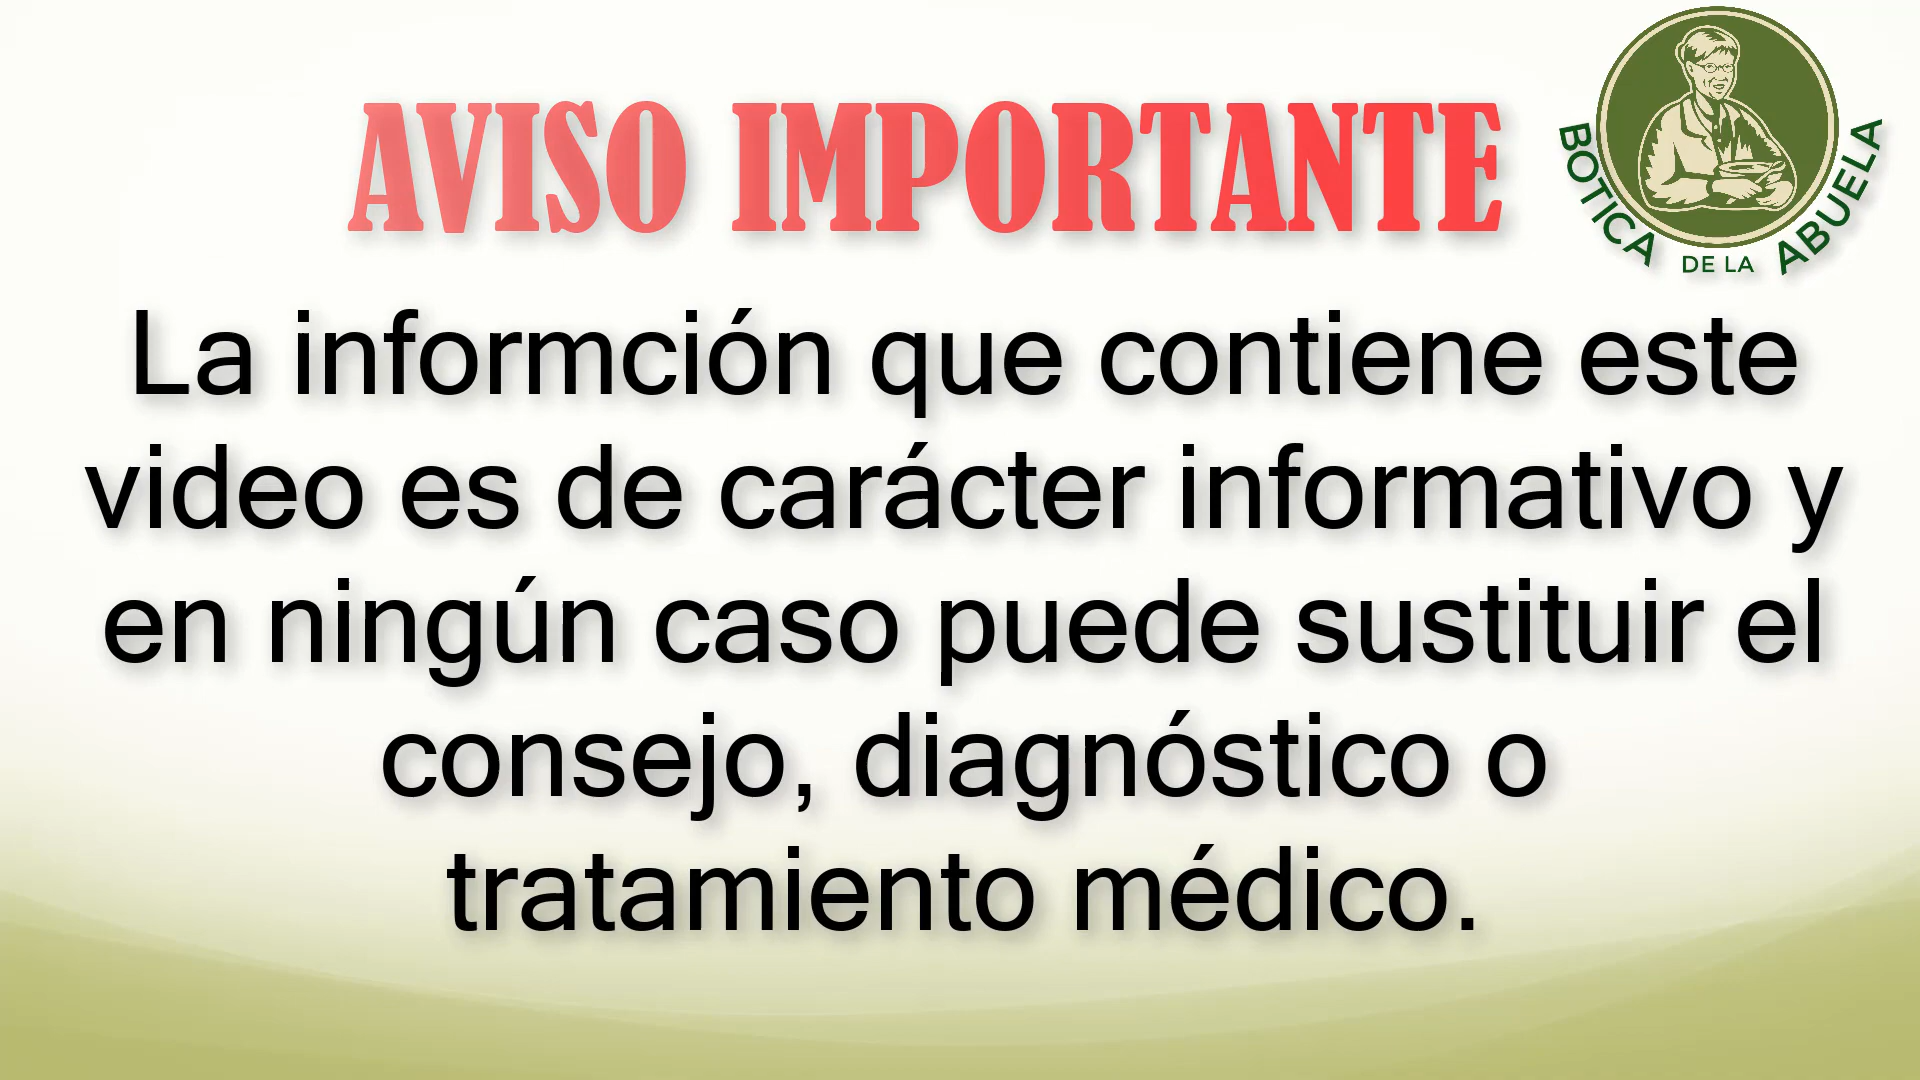 AVISO IMPORTANTE
BOTICA DE LA ABUELA
La informción que contiene este
video es de carácter informativo y
en ningún caso puede sustituir el
consejo, diagnóstico o
tratamiento médico.